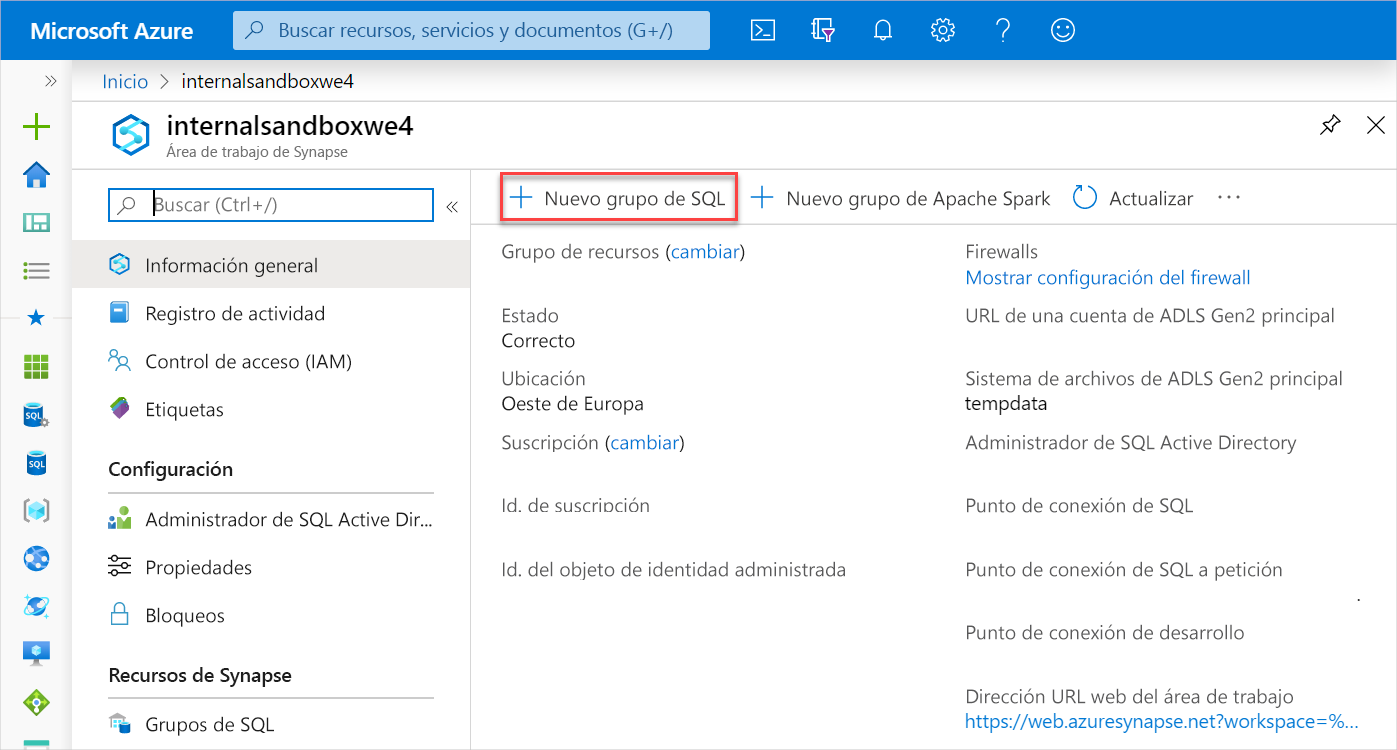 Microsoft Azure
Buscar recursos, servicios y documentos (G+/)
Inicio > internalsandboxwe4
internalsandboxwe4
Área de trabajo de Synapse
Buscar (Ctrl+/)
Información general
Registro de actividad
Control de acceso (IAM)
Etiquetas
Configuración
Administrador de SQL Active Dir...
Propiedades
Bloqueos
Recursos de Synapse
Grupos de SQL
Nuevo grupo de SQL
Nuevo grupo de Apache Spark
Actualizar
Grupo de recursos (cambiar)
Estado
Correcto
Ubicación
Oeste de Europa
Suscripción (cambiar)
Id. de suscripción
Id. del objeto de identidad administrada
Firewalls
Mostrar configuración del firewall
URL de una cuenta de ADLS Gen2 principal
Sistema de archivos de ADLS Gen2 principal
tempdata
Administrador de SQL Active Directory
Punto de conexión de SQL
Punto de conexión de SQL a petición
Punto de conexión de desarrollo
Dirección URL web del área de trabajo
https://web.azuresynapse.net?workspace=%...
SQL
SQL